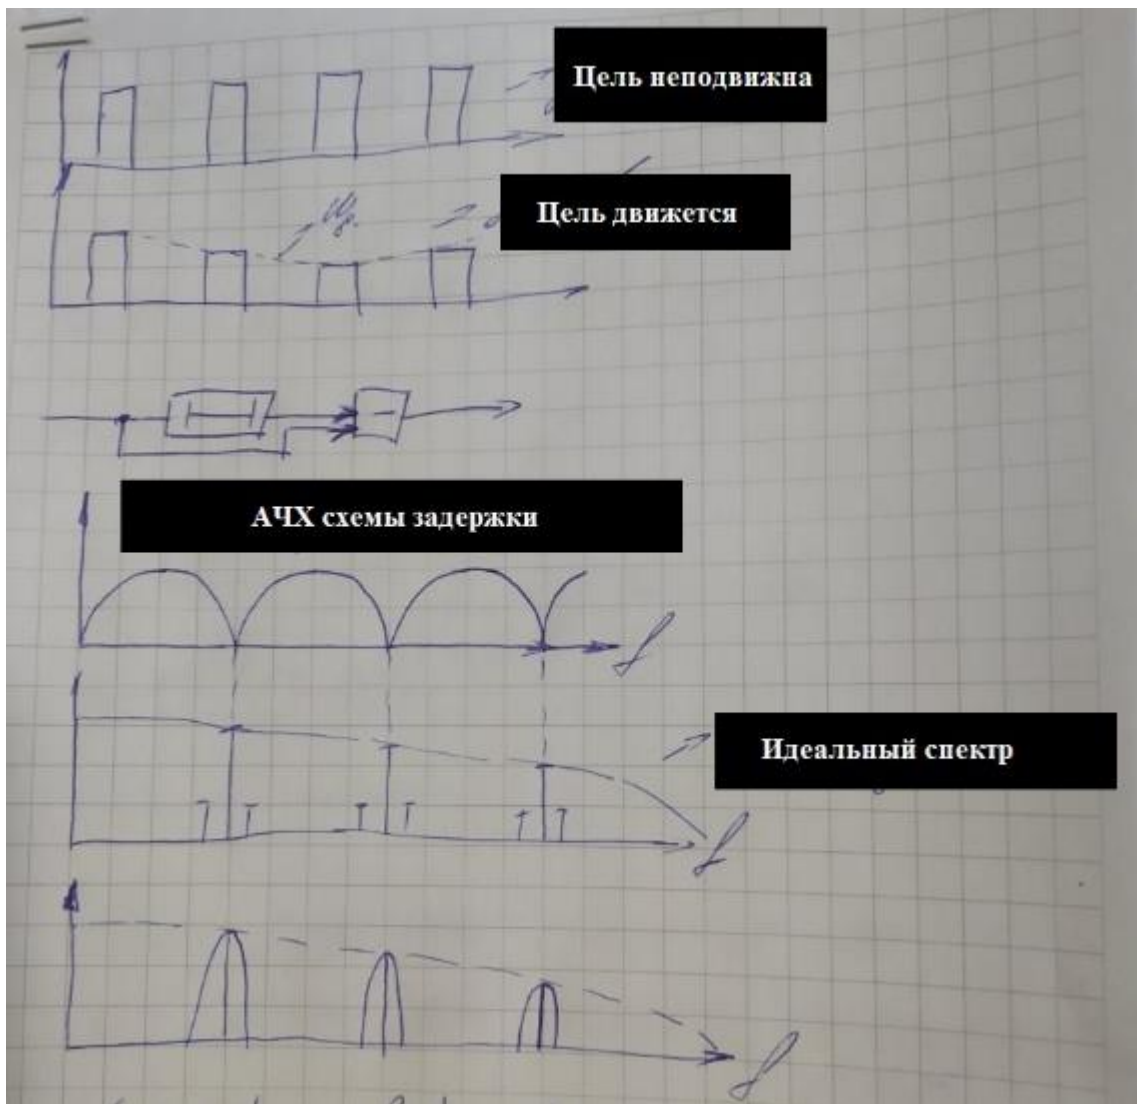 Цель неподвижна
Цель движется
АЧХ схемы задержки
f
Идеальный спектр
f
f